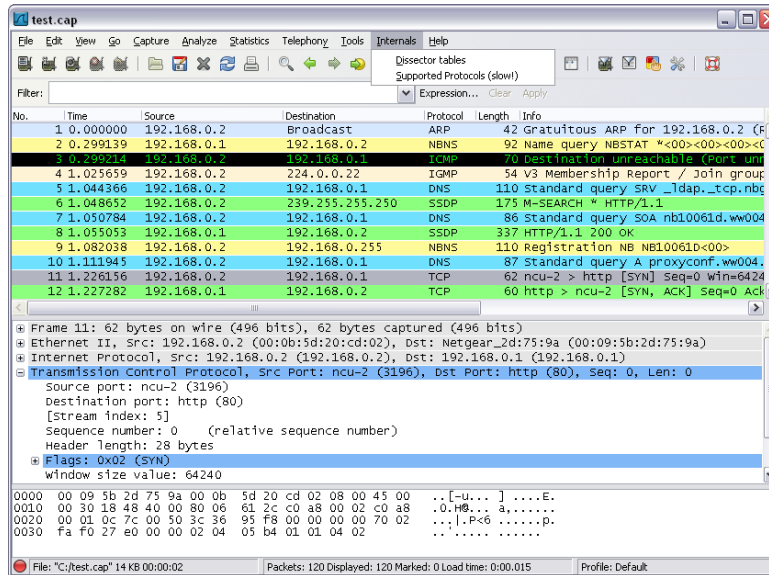 test.cap
File Edit View Go Capture Analyze Statistics Telephony Tools Internals Help
Dissector tables
Supported Protocols (slow!)
Filter: Expression... Clear Apply
No. Time Source Destination Protocol Length Info
1 0.000000 192.168.0.2 Broadcast ARP 42 Gratuitous ARP for 192.168.0.2 (R
2 0.299139 192.168.0.1 192.168.0.2 NBNS 92 Name query NBSTAT *<00><00><00><0
3 0.299214 192.168.0.2 192.168.0.1 ICMP 70 Destination unreachable (Port unr
4 1.025659 192.168.0.2 224.0.0.22 IGMP 54 V3 Membership Report / Join group
5 1.044366 192.168.0.2 192.168.0.1 DNS 110 Standard query SRV _ldap._tcp.nbg
6 1.048652 192.168.0.2 239.255.255.250 SSDP 175 M-SEARCH * HTTP/1.1
7 1.050784 192.168.0.2 192.168.0.1 DNS 86 Standard query SOA nb10061d.ww004
8 1.055053 192.168.0.1 192.168.0.2 SSDP 337 HTTP/1.1 200 OK
9 1.082038 192.168.0.2 192.168.0.255 NBNS 110 Registration NB NB10061D<00>
10 1.111945 192.168.0.2 192.168.0.1 DNS 87 Standard query A proxyconf.ww004.
11 1.226156 192.168.0.2 192.168.0.1 TCP 62 ncu-2 > http [SYN] Seq=0 Win=6424
12 1.227282 192.168.0.1 192.168.0.2 TCP 60 http > ncu-2 [SYN, ACK] Seq=0 Ack
Frame 11: 62 bytes on wire (496 bits), 62 bytes captured (496 bits)
Ethernet II, Src: 192.168.0.2 (00:0b:5d:20:cd:02), Dst: Netgear_2d:75:9a (00:09:5b:2d:75:9a)
Internet Protocol, Src: 192.168.0.2 (192.168.0.2), Dst: 192.168.0.1 (192.168.0.1)
Transmission Control Protocol, Src Port: ncu-2 (3196), Dst Port: http (80), Seq: 0, Len: 0
Source port: ncu-2 (3196)
Destination port: http (80)
[Stream index: 5]
Sequence number: 0 (relative sequence number)
Header length: 28 bytes
Flags: 0x02 (SYN)
Window size value: 64240
0000 00 09 5b 2d 75 9a 00 0b 5d 20 cd 02 08 00 45 00 ..[-u... ] ....E.
0010 00 30 18 48 40 00 80 06 61 2c c0 a8 00 02 c0 a8 .0.H@... a,......
0020 00 01 0c 7c 00 50 3c 36 95 f8 00 00 00 00 70 02 ...|.P<6 ......p.
0030 fa f0 27 e0 00 00 02 04 05 b4 01 01 04 02 ..'..... ......
File: "C:/test.cap" 14 KB 00:00:02 Packets: 120 Displayed: 120 Marked: 0 Load time: 0:00.015 Profile: Default